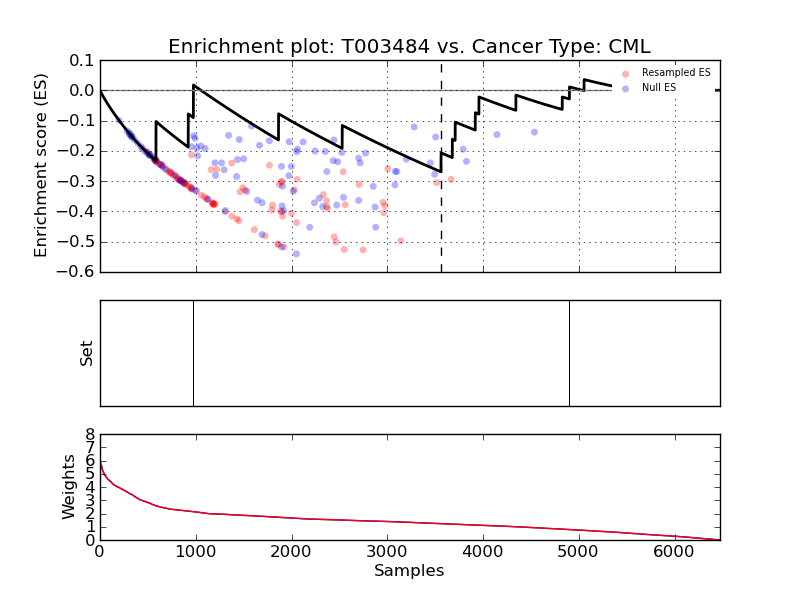 Enrichment plot: T003484 vs. Cancer Type: CML
0.1
0.0
−0.1
−0.2
−0.3
−0.4
−0.5
−0.6
Enrichment score (ES)
Resampled ES
Null ES
Set
8
7
6
5
4
3
2
1
0
Weights
0 1000 2000 3000 4000 5000 6000
Samples